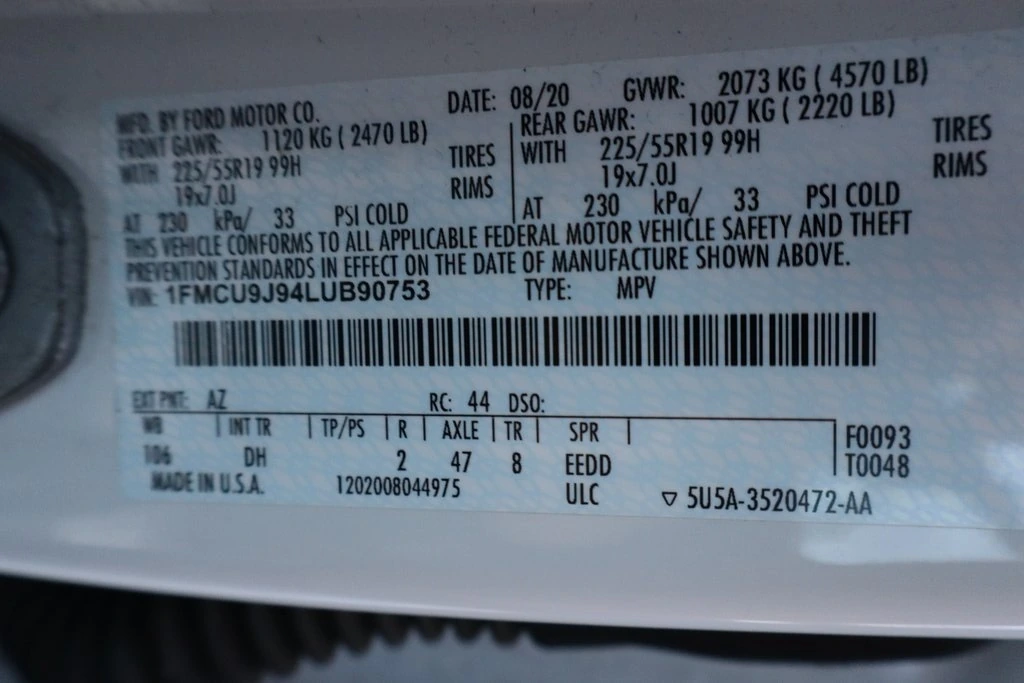 MFD. BY FORD MOTOR CO. DATE: 08/20 GVWR: 2073 KG ( 4570 LB)
FRONT GAWR: 1120 KG ( 2470 LB) REAR GAWR: 1007 KG ( 2220 LB)
WITH 225/55R19 99H TIRES WITH 225/55R19 99H TIRES
19x7.0J RIMS 19x7.0J RIMS
AT 230 kPa/ 33 PSI COLD AT 230 kPa/ 33 PSI COLD
THIS VEHICLE CONFORMS TO ALL APPLICABLE FEDERAL MOTOR VEHICLE SAFETY AND THEFT
PREVENTION STANDARDS IN EFFECT ON THE DATE OF MANUFACTURE SHOWN ABOVE.
VIN: 1FMCU9J94LUB90753 TYPE: MPV
EXT PNT: AZ RC: 44 DSO:
WB INT TR TP/PS R AXLE TR SPR F0093
106 DH 2 47 8 EEDD T0048
MADE IN U.S.A. 1202008044975 ULC ▽ 5U5A-3520472-AA